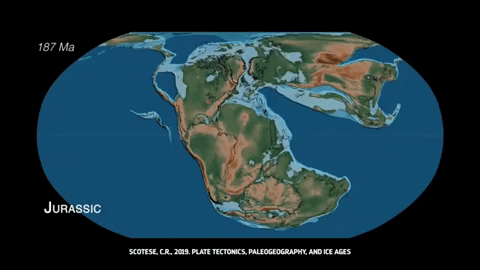 187 Ma
JURASSIC
SCOTESE, C.R., 2019. PLATE TECTONICS, PALEOGEOGRAPHY, AND ICE AGES